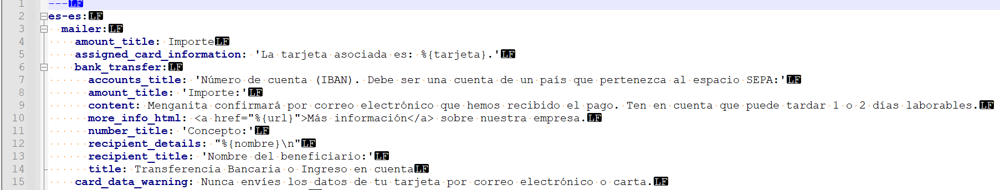 1 ---LF
2 es-es:LF
3 mailer:LF
4 amount_title: ImporteLF
5 assigned_card_information: 'La tarjeta asociada es: %{tarjeta}.'LF
6 bank_transfer:LF
7 accounts_title: 'Número de cuenta (IBAN). Debe ser una cuenta de un país que pertenezca al espacio SEPA:'LF
8 amount_title: 'Importe:'LF
9 content: Menganita confirmará por correo electrónico que hemos recibido el pago. Ten en cuenta que puede tardar 1 o 2 días laborables.LF
10 more_info_html: <a href="%{url}">Más información</a> sobre nuestra empresa.LF
11 number_title: 'Concepto:'LF
12 recipient_details: "%{nombre}\n"LF
13 recipient_title: 'Nombre del beneficiario:'LF
14 title: Transferencia Bancaria o Ingreso en cuentaLF
15 card_data_warning: Nunca envíes los datos de tu tarjeta por correo electrónico o carta.LF